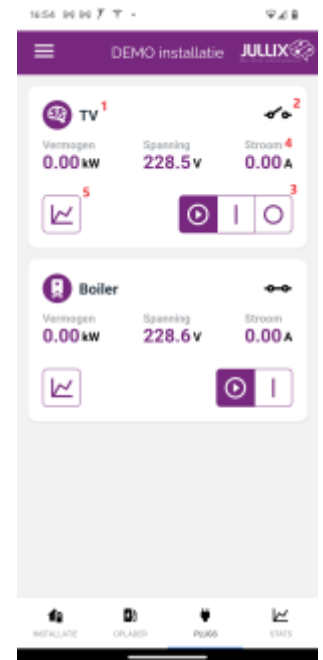 16:54
DEMO installatie JULLIX
TV 1 2
Vermogen Spanning Stroom 4
0.00 kW 228.5 V 0.00 A
5 3
Boiler
Vermogen Spanning Stroom
0.00 kW 228.6 V 0.00 A
INSTALLATIE OPLADER PLUGS STATS